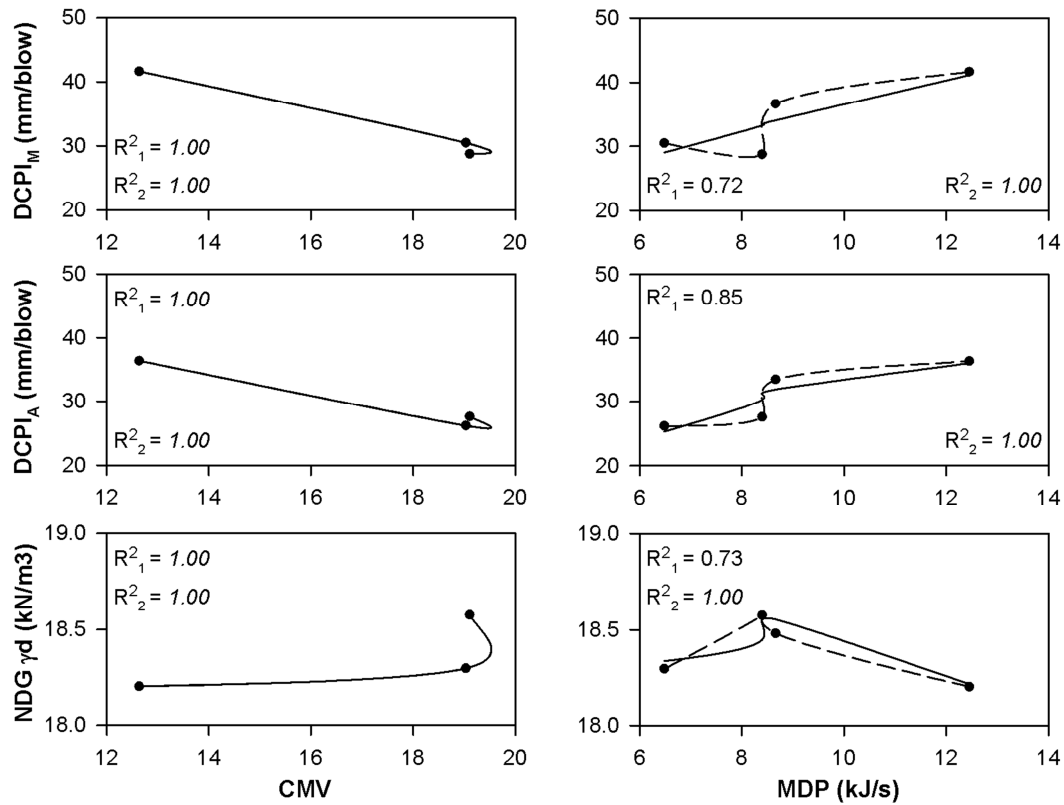 DCPI_M (mm/blow)
50
40
30
20
R²₁ = 1.00
R²₂ = 1.00
12 14 16 18 20
50
40
30
20
R²₁ = 0.72
R²₂ = 1.00
6 8 10 12 14
DCPI_A (mm/blow)
50
40
30
20
R²₁ = 1.00
R²₂ = 1.00
12 14 16 18 20
50
40
30
20
R²₁ = 0.85
R²₂ = 1.00
6 8 10 12 14
NDG γd (kN/m3)
19.0
18.5
18.0
R²₁ = 1.00
R²₂ = 1.00
12 14 16 18 20
CMV
19.0
18.5
18.0
R²₁ = 0.73
R²₂ = 1.00
6 8 10 12 14
MDP (kJ/s)